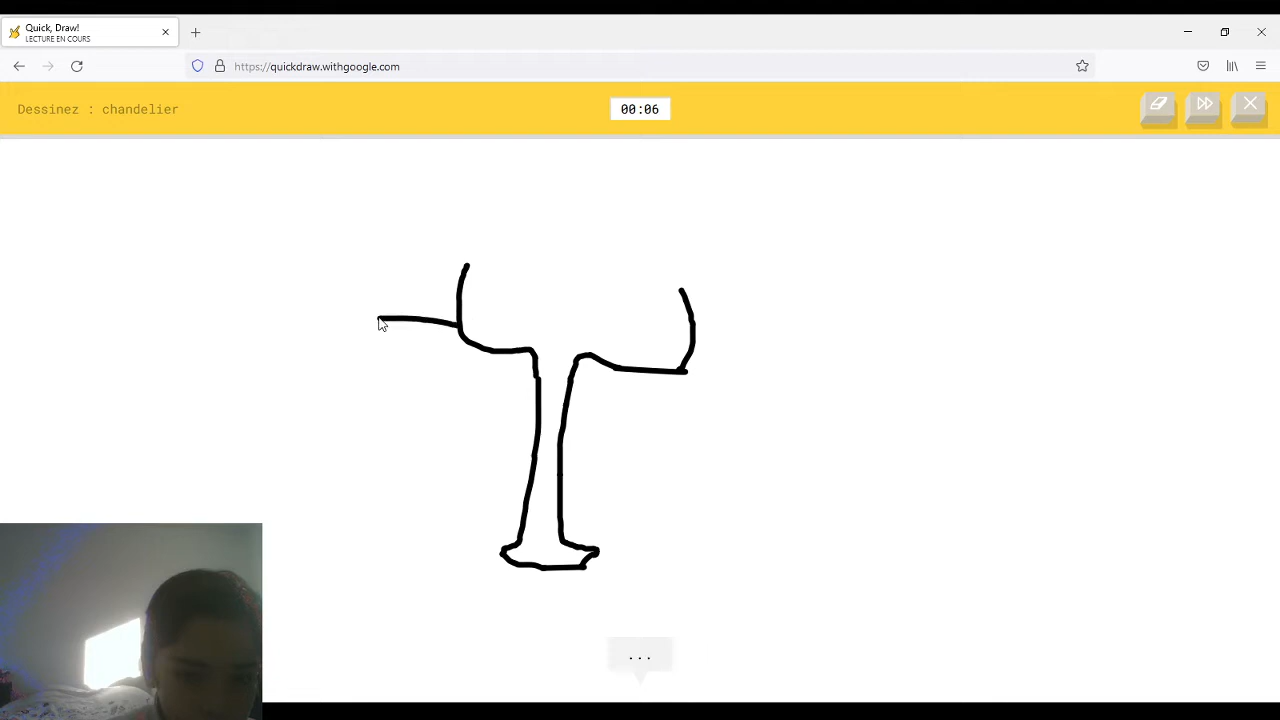 Quick, Draw!
LECTURE EN COURS
https://quickdraw.withgoogle.com
Dessinez : chandelier
00:06
...